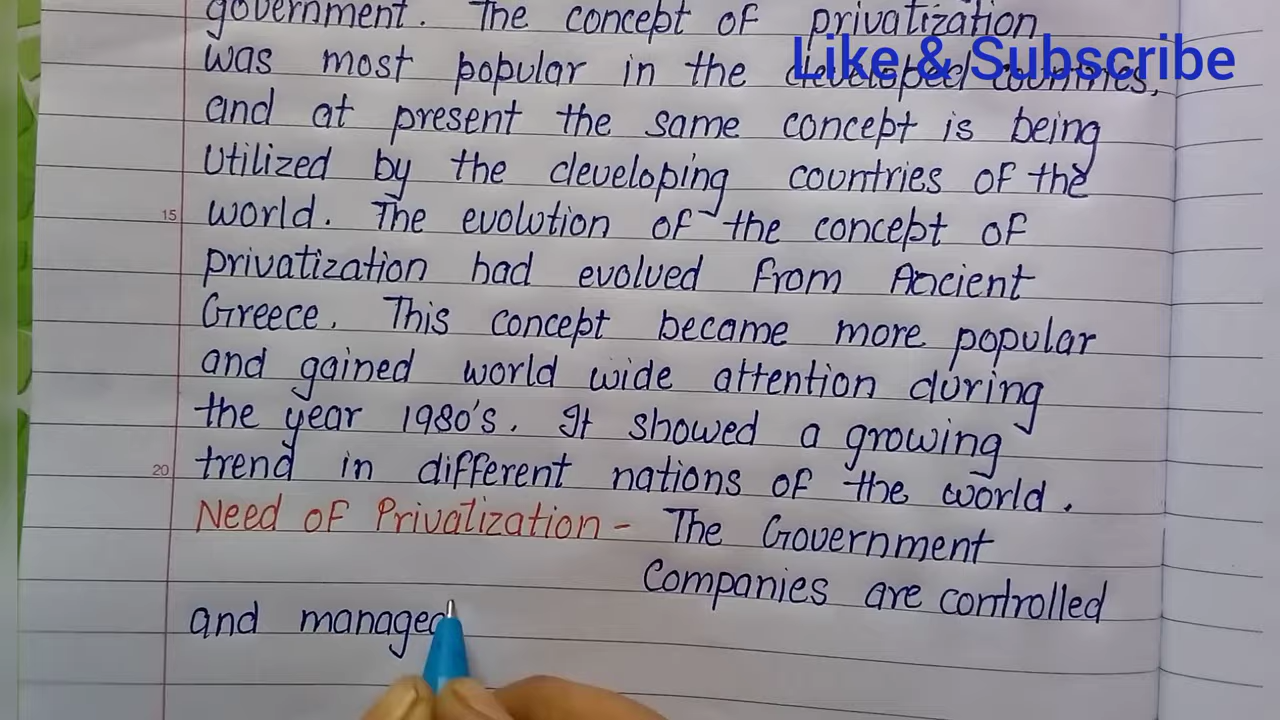 government. The concept of privatization
Like & Subscribe
was most popular in the developed countries,
and at present the same concept is being
utilized by the developing countries of the
15 world. The evolution of the concept of
privatization had evolved from Ancient
Greece. This concept became more popular
and gained world wide attention during
the year 1980's. It showed a growing
20 trend in different nations of the world.
Need of Privatization - The Government
Companies are controlled
and managed